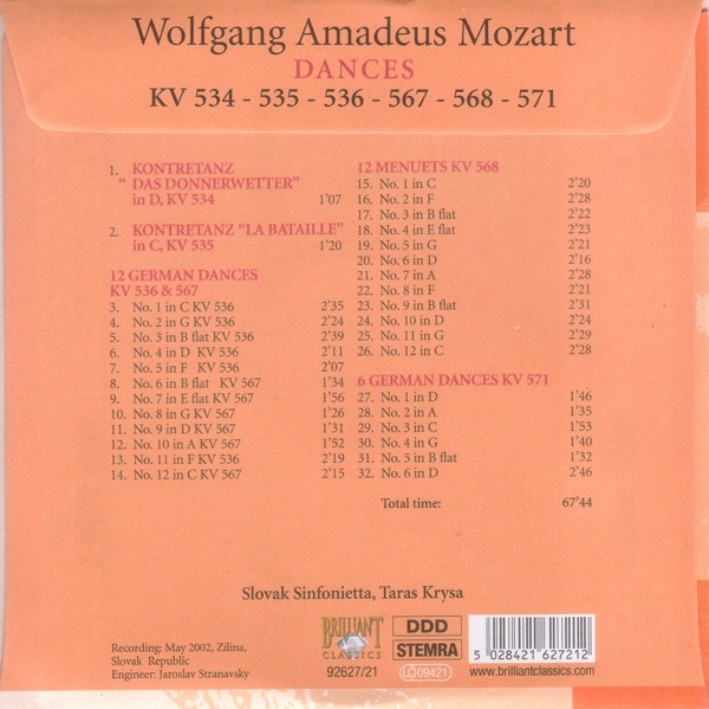 Wolfgang Amadeus Mozart
DANCES
KV 534 - 535 - 536 - 567 - 568 - 571
1. KONTRETANZ
“ DAS DONNERWETTER”
in D, KV 534 1’07
2. KONTRETANZ “LA BATAILLE”
in C, KV 535 1’20
12 GERMAN DANCES
KV 536 & 567
3. No. 1 in C KV 536 2’35
4. No. 2 in G KV 536 2’24
5. No. 3 in B flat KV 536 2’39
6. No. 4 in D KV 536 2’11
7. No. 5 in F KV 536 2’07
8. No. 6 in B flat KV 567 1’34
9. No. 7 in E flat KV 567 1’56
10. No. 8 in G KV 567 1’26
11. No. 9 in D KV 567 1’31
12. No. 10 in A KV 567 1’52
13. No. 11 in F KV 536 2’19
14. No. 12 in C KV 567 2’15
12 MENUETS KV 568
15. No. 1 in C 2’20
16. No. 2 in F 2’28
17. No. 3 in B flat 2’22
18. No. 4 in E flat 2’23
19. No. 5 in G 2’21
20. No. 6 in D 2’16
21. No. 7 in A 2’28
22. No. 8 in F 2’21
23. No. 9 in B flat 2’31
24. No. 10 in D 2’24
25. No. 11 in G 2’29
26. No. 12 in C 2’28
6 GERMAN DANCES KV 571
27. No. 1 in D 1’46
28. No. 2 in A 1’35
29. No. 3 in C 1’53
30. No. 4 in G 1’40
31. No. 5 in B flat 1’32
32. No. 6 in D 2’46
Total time: 67’44
Slovak Sinfonietta, Taras Krysa
Recording: May 2002, Zilina,
Slovak Republic
Engineer: Jaroslav Stranavsky
BRILLIANT
CLASSICS
92627/21
DDD
STEMRA
LC 09421
5 028421 627212
www.brilliantclassics.com